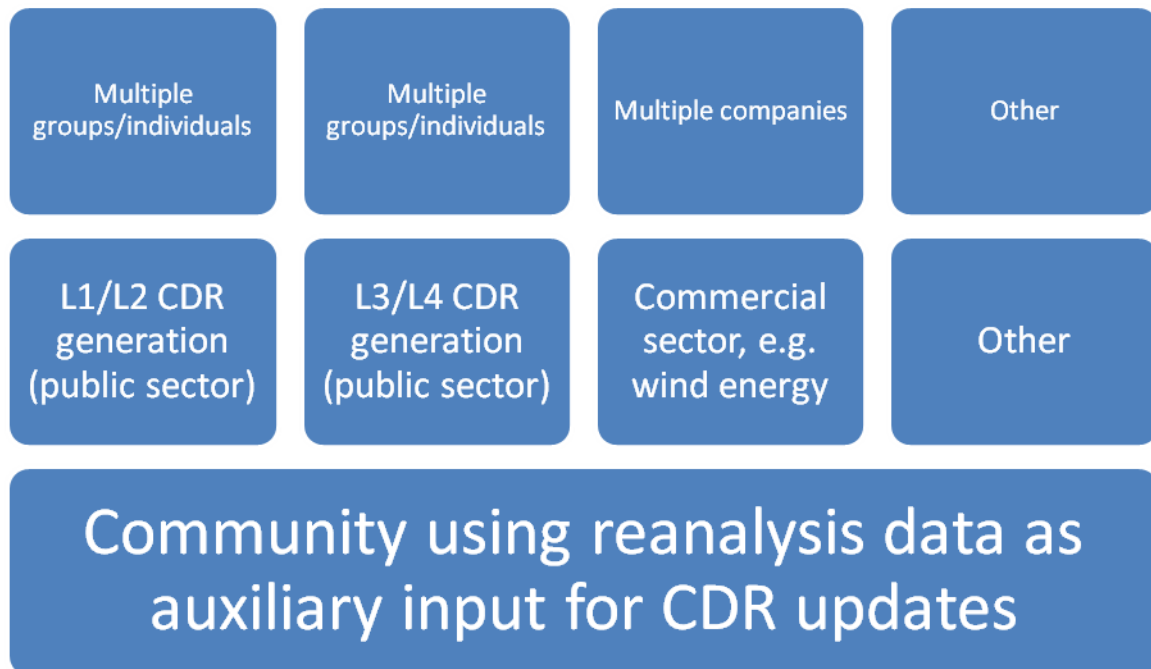 Multiple
groups/individuals
Multiple
groups/individuals
Multiple companies
Other
L1/L2 CDR
generation
(public sector)
L3/L4 CDR
generation
(public sector)
Commercial
sector, e.g.
wind energy
Other
Community using reanalysis data as
auxiliary input for CDR updates